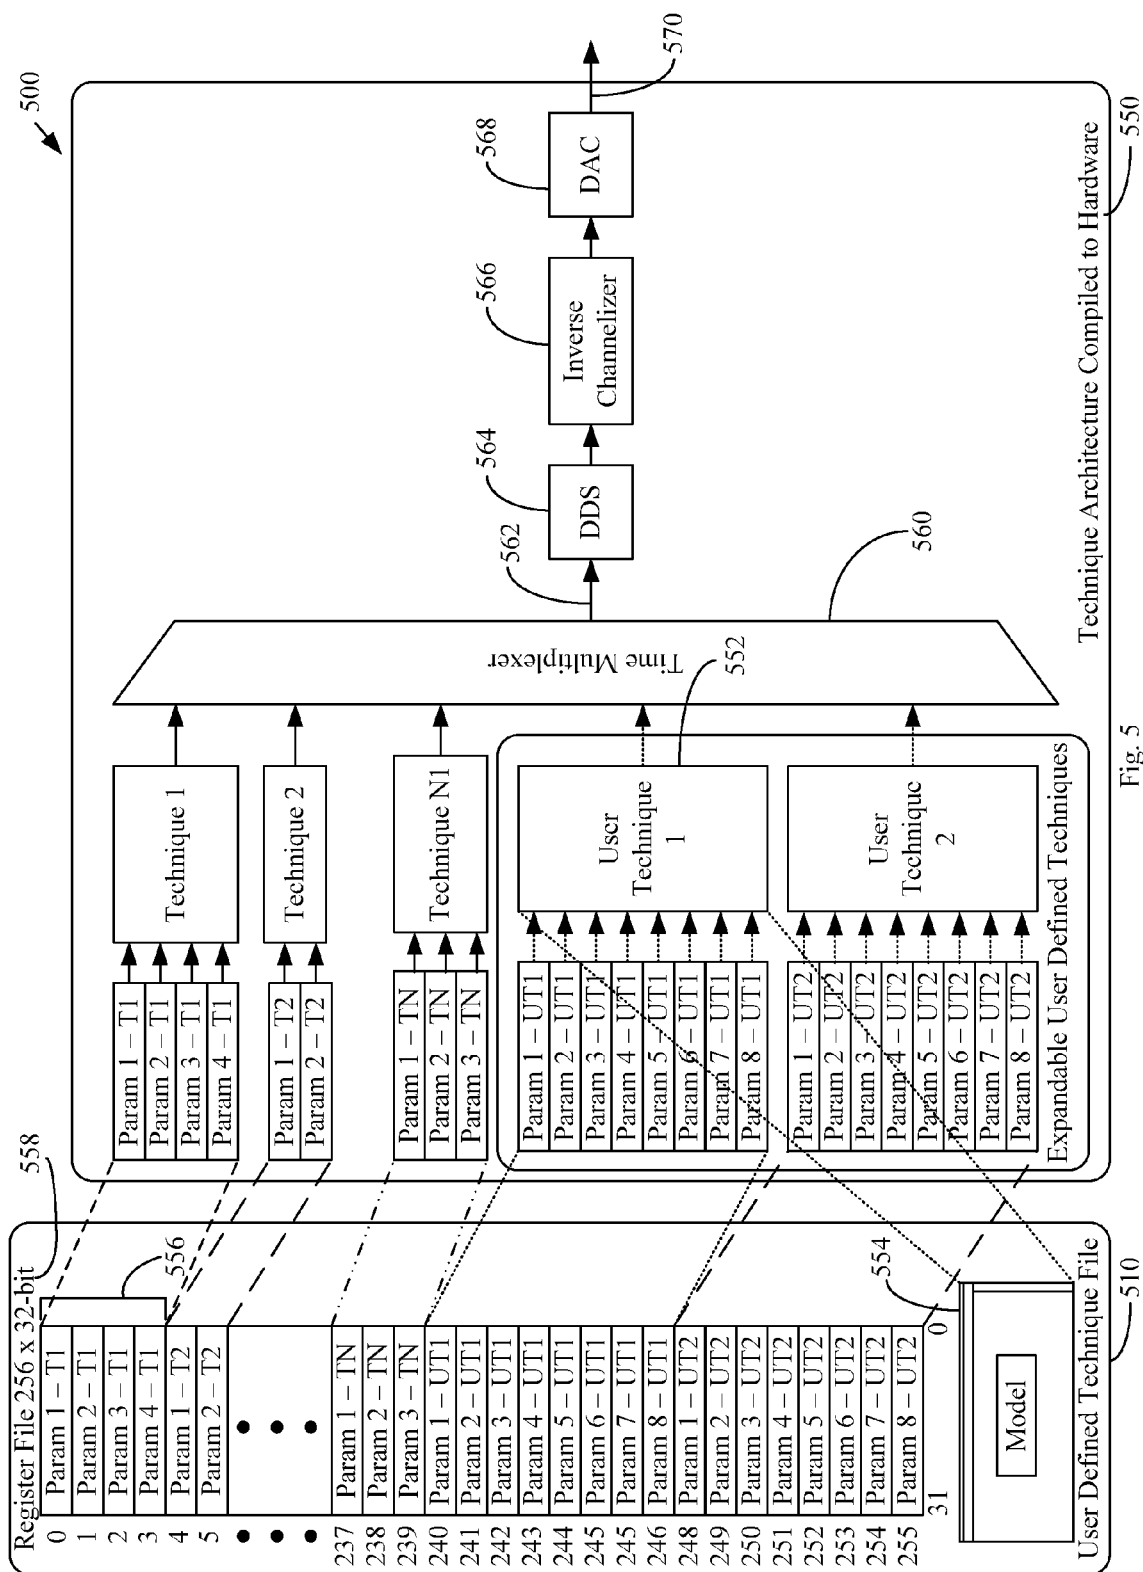 500
Register File 256 x 32-bit
558
0 Param 1 – T1
1 Param 2 – T1
2 Param 3 – T1
3 Param 4 – T1
4 Param 1 – T2
5 Param 2 – T2
556
237 Param 1 – TN
238 Param 2 – TN
239 Param 3 – TN
240 Param 1 – UT1
241 Param 2 – UT1
242 Param 3 – UT1
243 Param 4 – UT1
244 Param 5 – UT1
245 Param 6 – UT1
245 Param 7 – UT1
246 Param 8 – UT1
248 Param 1 – UT2
249 Param 2 – UT2
250 Param 3 – UT2
251 Param 4 – UT2
252 Param 5 – UT2
253 Param 6 – UT2
254 Param 7 – UT2
255 Param 8 – UT2
31 0
554
Model
User Defined Technique File
510
Param 1 – T1
Param 2 – T1
Param 3 – T1
Param 4 – T1
Technique 1
Param 1 – T2
Param 2 – T2
Technique 2
Param 1 – TN
Param 2 – TN
Param 3 – TN
Technique N1
Param 1 – UT1
Param 2 – UT1
Param 3 – UT1
Param 4 – UT1
Param 5 – UT1
Param 6 – UT1
Param 7 – UT1
Param 8 – UT1
User
Technique
1
552
Param 1 – UT2
Param 2 – UT2
Param 3 – UT2
Param 4 – UT2
Param 5 – UT2
Param 6 – UT2
Param 7 – UT2
Param 8 – UT2
User
Technique
2
Expandable User Defined Techniques
Time Multiplexer
560
562
DDS
564
Inverse
Channelizer
566
DAC
568
570
Technique Architecture Compiled to Hardware
550
Fig. 5